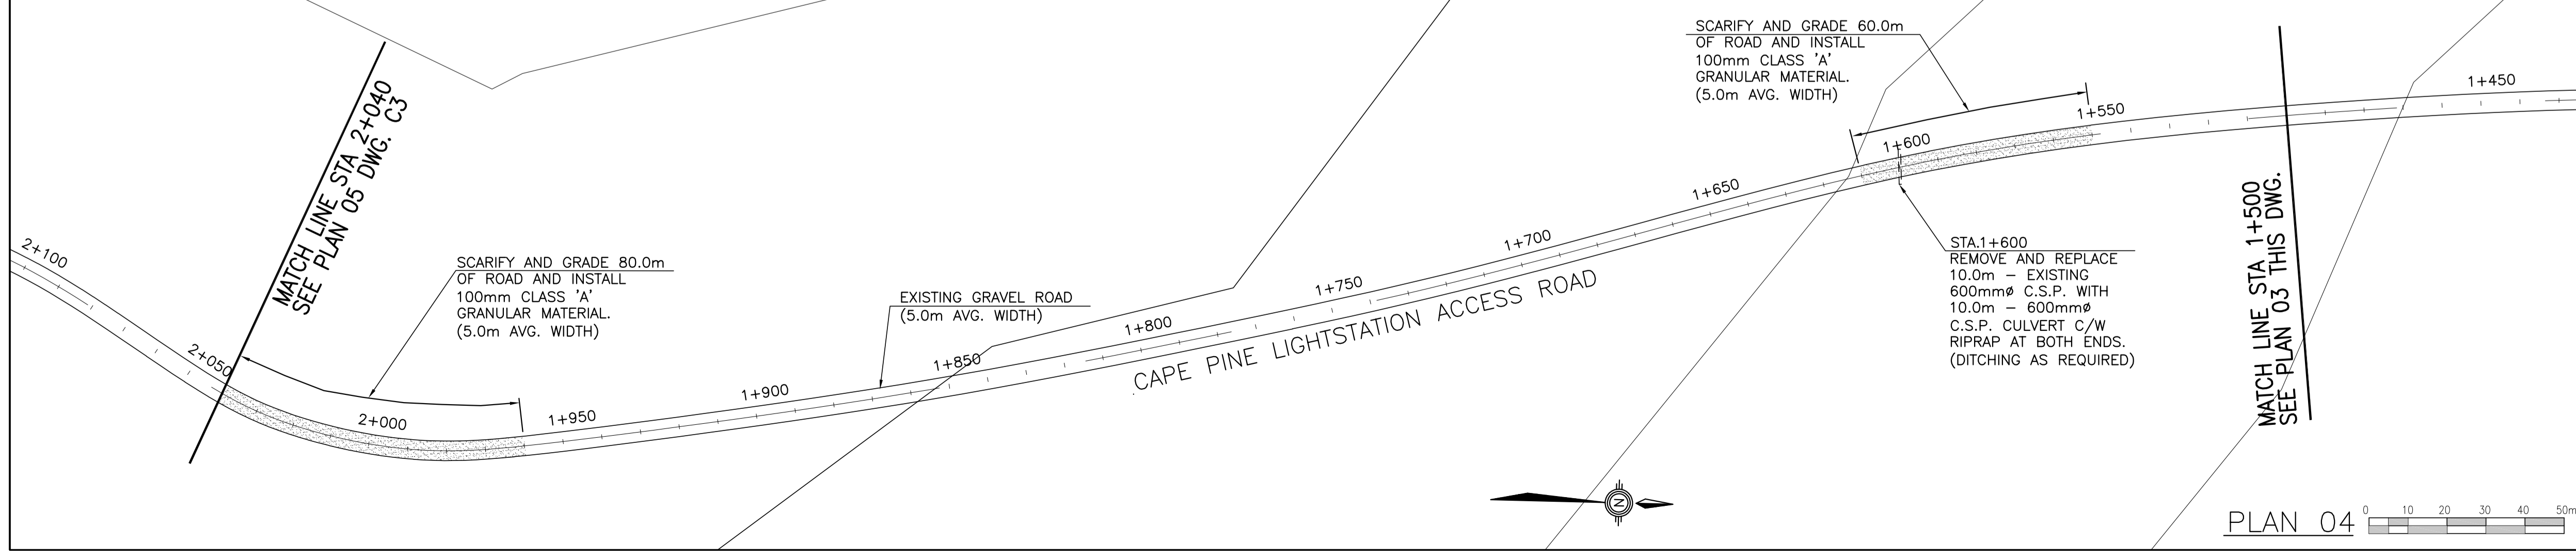 MATCH LINE STA 2+040
SEE PLAN 05 DWG. C3
2+100
2+050
SCARIFY AND GRADE 80.0m
OF ROAD AND INSTALL
100mm CLASS 'A'
GRANULAR MATERIAL.
(5.0m AVG. WIDTH)
2+000
1+950
1+900
EXISTING GRAVEL ROAD
(5.0m AVG. WIDTH)
1+850
1+800
1+750
CAPE PINE LIGHTSTATION ACCESS ROAD
1+700
1+650
SCARIFY AND GRADE 60.0m
OF ROAD AND INSTALL
100mm CLASS 'A'
GRANULAR MATERIAL.
(5.0m AVG. WIDTH)
1+600
1+550
STA.1+600
REMOVE AND REPLACE
10.0m – EXISTING
600mmø C.S.P. WITH
10.0m – 600mmø
C.S.P. CULVERT C/W
RIPRAP AT BOTH ENDS.
(DITCHING AS REQUIRED)
MATCH LINE STA 1+500
SEE PLAN 03 THIS DWG.
1+450
N
PLAN 04
0 10 20 30 40 50m